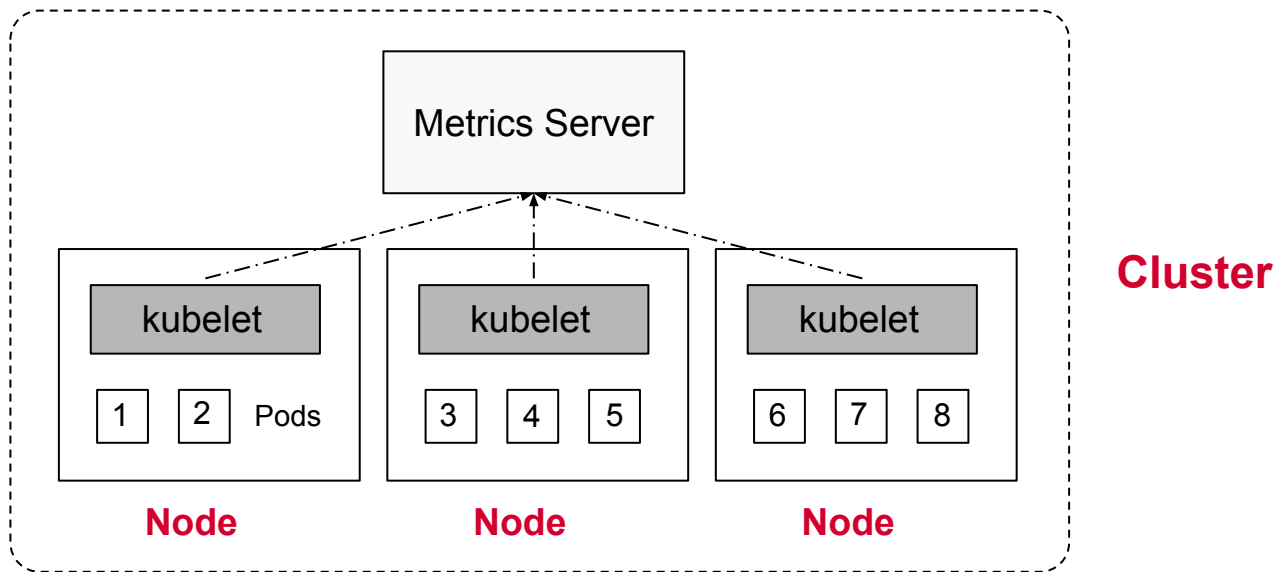 Metrics Server
Cluster
kubelet kubelet kubelet
1 2 Pods 3 4 5 6 7 8
Node Node Node